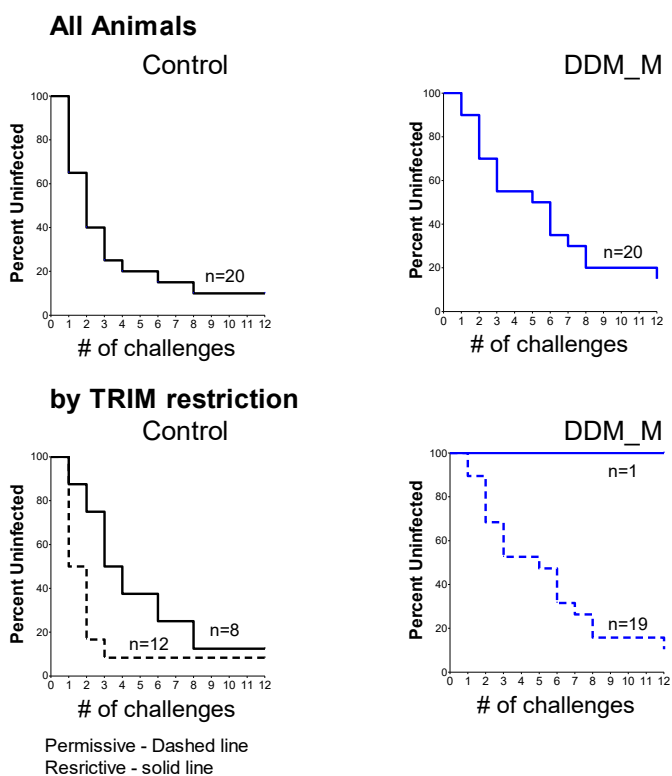 All Animals
Control
DDM_M
Percent Uninfected
100
80
60
40
20
0
n=20
0 1 2 3 4 5 6 7 8 9 10 11 12
# of challenges
Percent Uninfected
100
80
60
40
20
0
n=20
0 1 2 3 4 5 6 7 8 9 10 11 12
# of challenges
by TRIM restriction
Control
DDM_M
Percent Uninfected
100
80
60
40
20
0
n=12
n=8
0 1 2 3 4 5 6 7 8 9 10 11 12
# of challenges
Percent Uninfected
100
80
60
40
20
0
n=1
n=19
0 1 2 3 4 5 6 7 8 9 10 11 12
# of challenges
Permissive - Dashed line
Resrictive - solid line